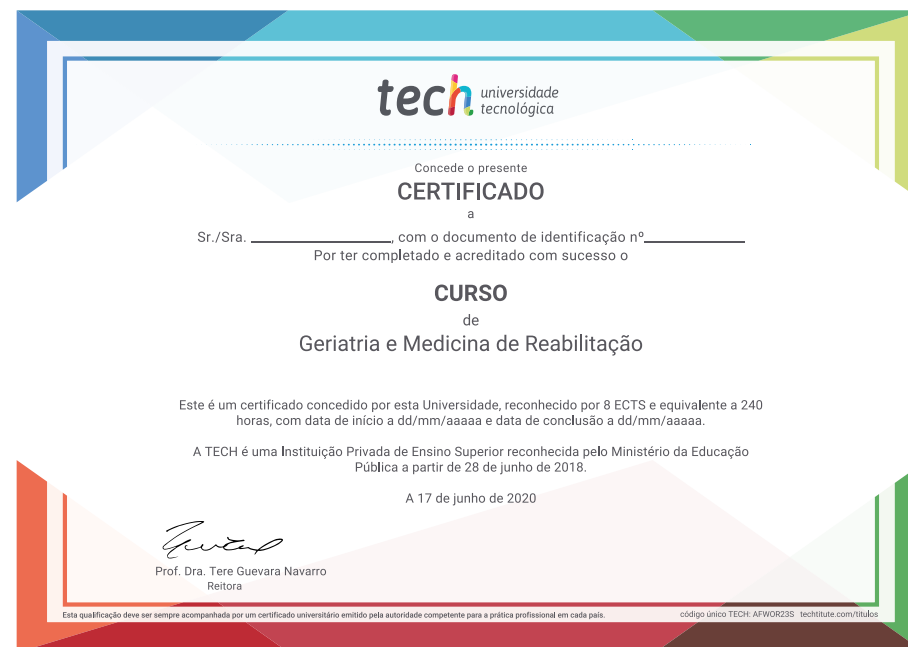 tech universidade
tecnológica
Concede o presente
CERTIFICADO
a
Sr./Sra. ________________, com o documento de identificação nº____________
Por ter completado e acreditado com sucesso o
CURSO
de
Geriatria e Medicina de Reabilitação
Este é um certificado concedido por esta Universidade, reconhecido por 8 ECTS e equivalente a 240
horas, com data de início a dd/mm/aaaaa e data de conclusão a dd/mm/aaaaa.
A TECH é uma Instituição Privada de Ensino Superior reconhecida pelo Ministério da Educação
Pública a partir de 28 de junho de 2018.
A 17 de junho de 2020
Prof. Dra. Tere Guevara Navarro
Reitora
Esta qualificação deve ser sempre acompanhada por um certificado universitário emitido pela autoridade competente para a prática profissional em cada país. código único TECH: AFWOR23S techtitute.com/titulos